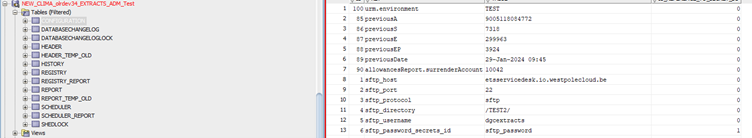 NEW_CLIMA_olrdev34_EXTRACTS_ADM_Test
Tables (Filtered)
CONFIGURATION
DATABASECHANGELOG
DATABASECHANGELOGLOCK
HEADER
HEADER_TEMP_OLD
HISTORY
REGISTRY
REGISTRY_REPORT
REPORT
REPORT_TEMP_OLD
SCHEDULER
SCHEDULER_REPORT
SHEDLOCK
Views
1 100 urm.environment TEST 0
2 85 previousA 9005118084772 0
3 86 previousS 7318 0
4 87 previousE 299963 0
5 88 previousEP 3924 0
6 89 previousDate 29-Jan-2024 09:45 0
7 90 allowancesReport.surrenderAccount 10042 0
8 1 sftp_host etsservicedesk.io.westpolecloud.be 0
9 2 sftp_port 22 0
10 3 sftp_protocol sftp 0
11 4 sftp_directory /TEST2/ 0
12 5 sftp_username dgcextracts 0
13 6 sftp_password_secrets_id sftp_password 0